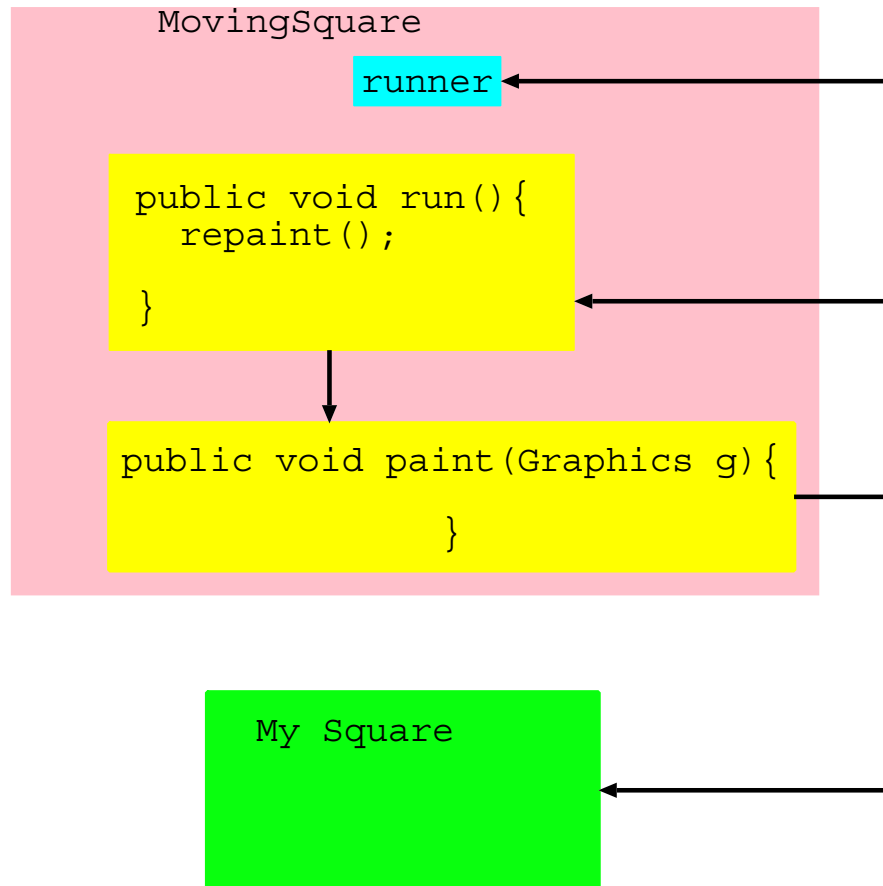 MovingSquare
runner
public void run(){
repaint();
}
public void paint(Graphics g){
}
My Square